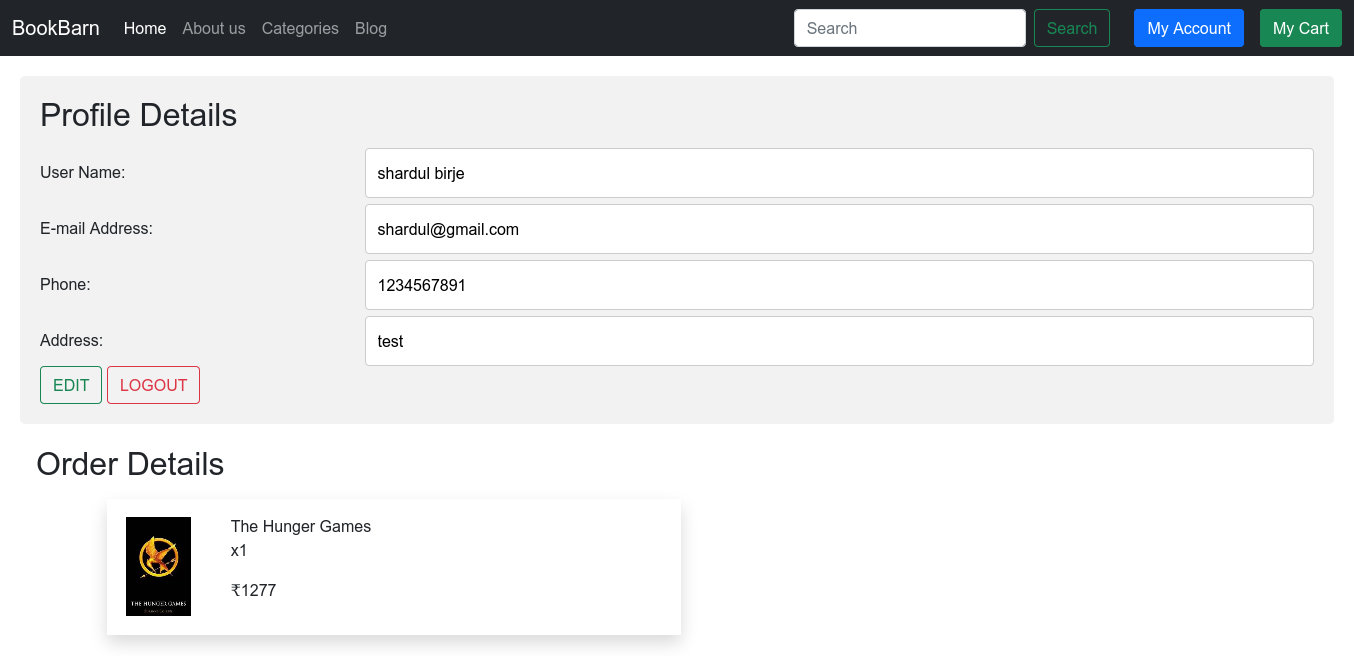 BookBarn Home About us Categories Blog Search Search My Account My Cart
Profile Details
User Name: shardul birje
E-mail Address: shardul@gmail.com
Phone: 1234567891
Address: test
EDIT LOGOUT
Order Details
The Hunger Games
x1
₹1277
THE HUNGER GAMES